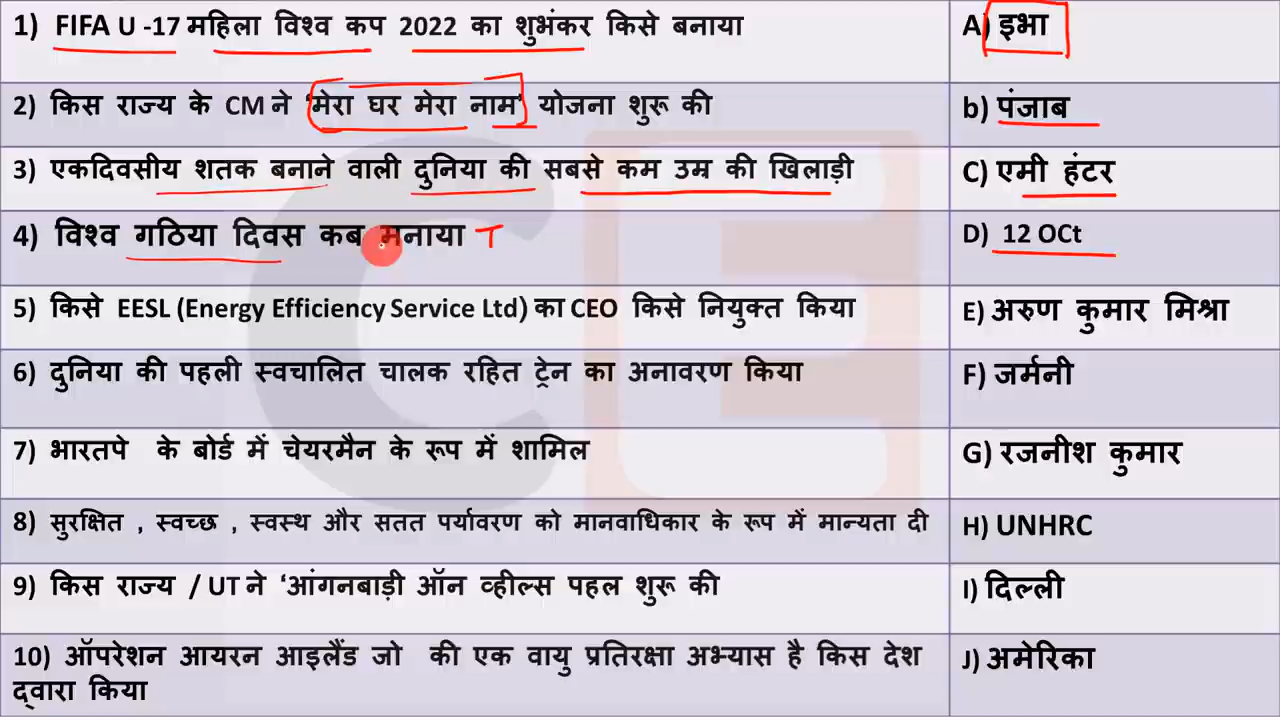 1) FIFA U -17 महिला विश्व कप 2022 का शुभंकर किसे बनाया
A) इभा
2) किस राज्य के CM ने 'मेरा घर मेरा नाम' योजना शुरू की
b) पंजाब
3) एकदिवसीय शतक बनाने वाली दुनिया की सबसे कम उम्र की खिलाड़ी
C) एमी हंटर
4) विश्व गठिया दिवस कब मनाया T
D) 12 OCt
5) किसे EESL (Energy Efficiency Service Ltd) का CEO किसे नियुक्त किया
E) अरुण कुमार मिश्रा
6) दुनिया की पहली स्वचालित चालक रहित ट्रेन का अनावरण किया
F) जर्मनी
7) भारतपे के बोर्ड में चेयरमैन के रूप में शामिल
G) रजनीश कुमार
8) सुरक्षित , स्वच्छ , स्वस्थ और सतत पर्यावरण को मानवाधिकार के रूप में मान्यता दी
H) UNHRC
9) किस राज्य / UT ने 'आंगनबाड़ी ऑन व्हील्स पहल शुरू की
I) दिल्ली
10) ऑपरेशन आयरन आइलैंड जो की एक वायु प्रतिरक्षा अभ्यास है किस देश
द्वारा किया
J) अमेरिका
CE